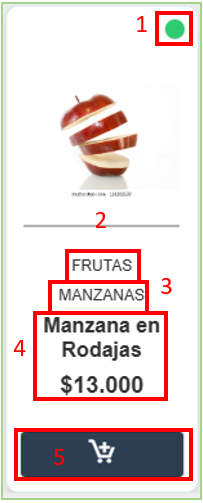 1
2
FRUTAS
MANZANAS
3
4
Manzana en
Rodajas
$13.000
5